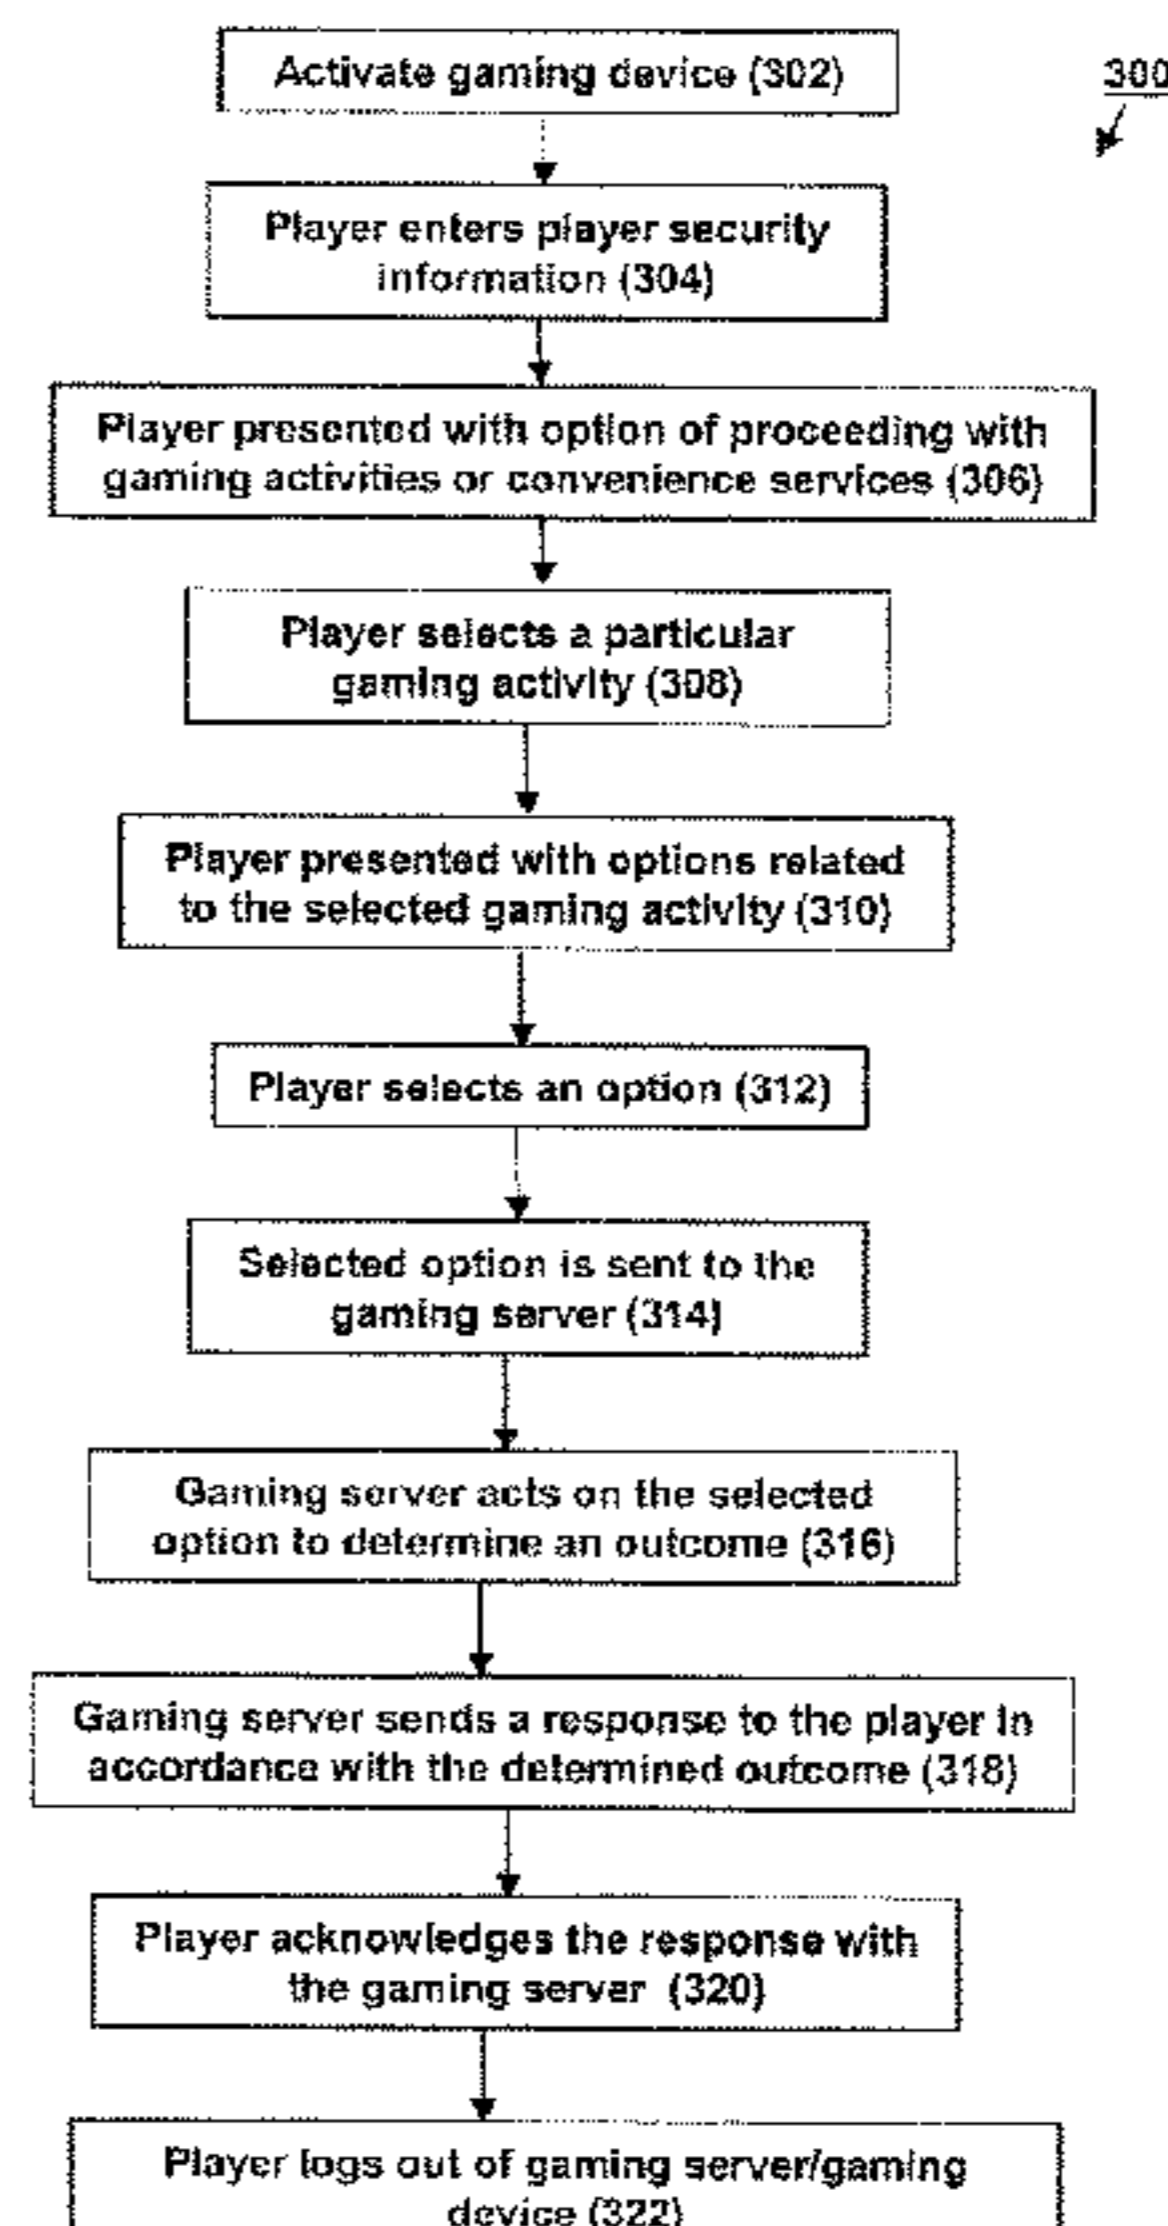 Activate gaming device (302)
300
Player enters player security
information (304)
Player presented with option of proceeding with
gaming activities or convenience services (306)
Player selects a particular
gaming activity (308)
Player presented with options related
to the selected gaming activity (310)
Player selects an option (312)
Selected option is sent to the
gaming server (314)
Gaming server acts on the selected
option to determine an outcome (316)
Gaming server sends a response to the player in
accordance with the determined outcome (318)
Player acknowledges the response with
the gaming server (320)
Player logs out of gaming server/gaming
device (322)